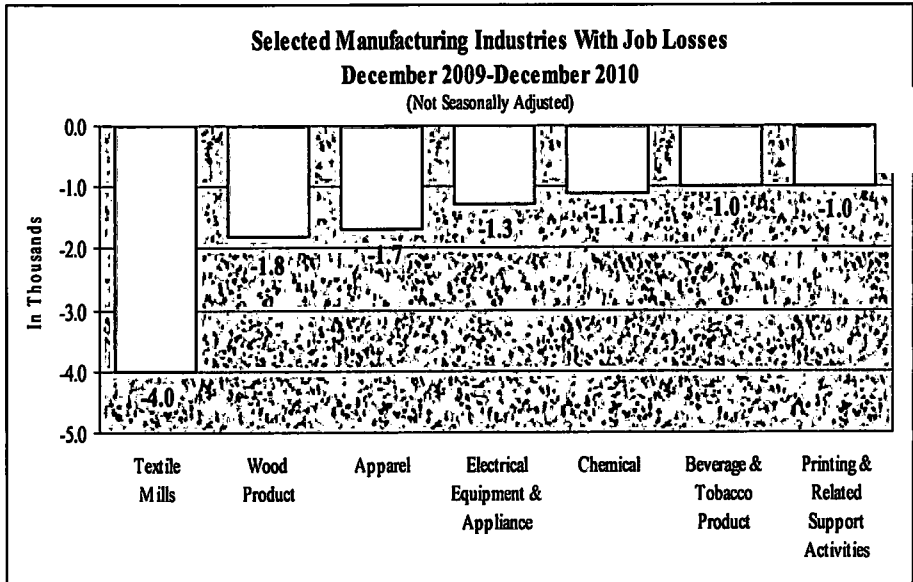 Selected Manufacturing Industries With Job Losses
December 2009-December 2010
(Not Seasonally Adjusted)
In Thousands
0.0
-1.0
-2.0
-3.0
-4.0
-5.0
-4.0
-1.8
-1.7
-1.3
-1.1
-1.0
-1.0
Textile
Mills
Wood
Product
Apparel
Electrical
Equipment &
Appliance
Chemical
Beverage &
Tobacco
Product
Printing &
Related
Support
Activities